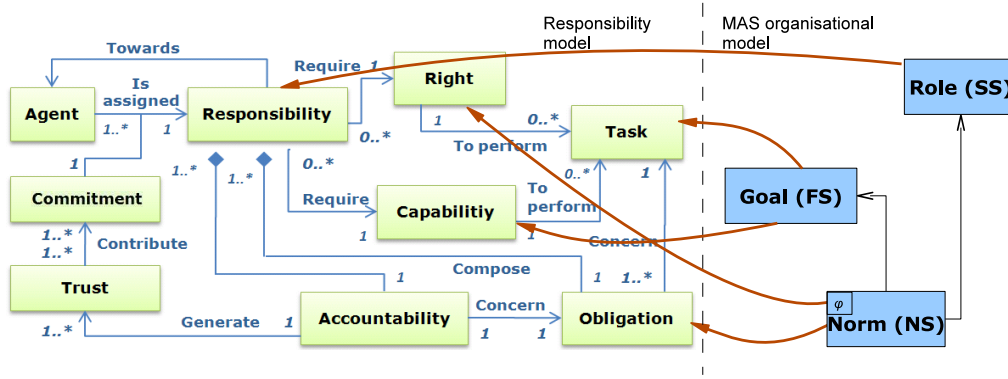 Responsibility
model
MAS organisational
model
Towards
Require 1
Right
Role (SS)
Is
assigned
Agent
Responsibility
1..*
1
0..*
1
0..*
To perform
Task
1
1..*
1..*
0..*
0..*
1
Commitment
Require
Capabilitiy
To
perform
Goal (FS)
1..*
1..*
Contribute
1
1
Concern
Trust
Compose
1
1
1..*
φ
1..*
Generate
1
Accountability
Concern
1
1
Obligation
Norm (NS)